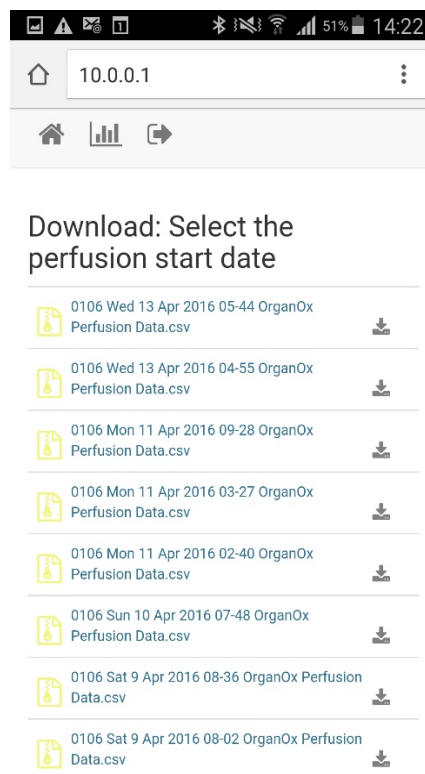 1
51%
14:22
10.0.0.1
Download: Select the
perfusion start date
0106 Wed 13 Apr 2016 05-44 OrganOx
Perfusion Data.csv
0106 Wed 13 Apr 2016 04-55 OrganOx
Perfusion Data.csv
0106 Mon 11 Apr 2016 09-28 OrganOx
Perfusion Data.csv
0106 Mon 11 Apr 2016 03-27 OrganOx
Perfusion Data.csv
0106 Mon 11 Apr 2016 02-40 OrganOx
Perfusion Data.csv
0106 Sun 10 Apr 2016 07-48 OrganOx
Perfusion Data.csv
0106 Sat 9 Apr 2016 08-36 OrganOx Perfusion
Data.csv
0106 Sat 9 Apr 2016 08-02 OrganOx Perfusion
Data.csv